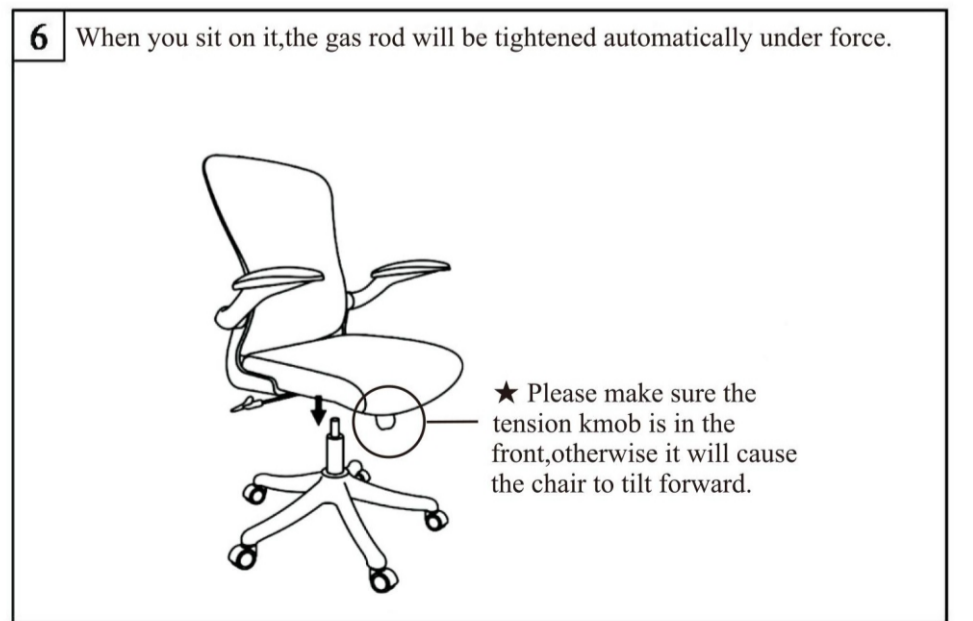 6
When you sit on it,the gas rod will be tightened automatically under force.
★ Please make sure the
tension kmob is in the
front,otherwise it will cause
the chair to tilt forward.